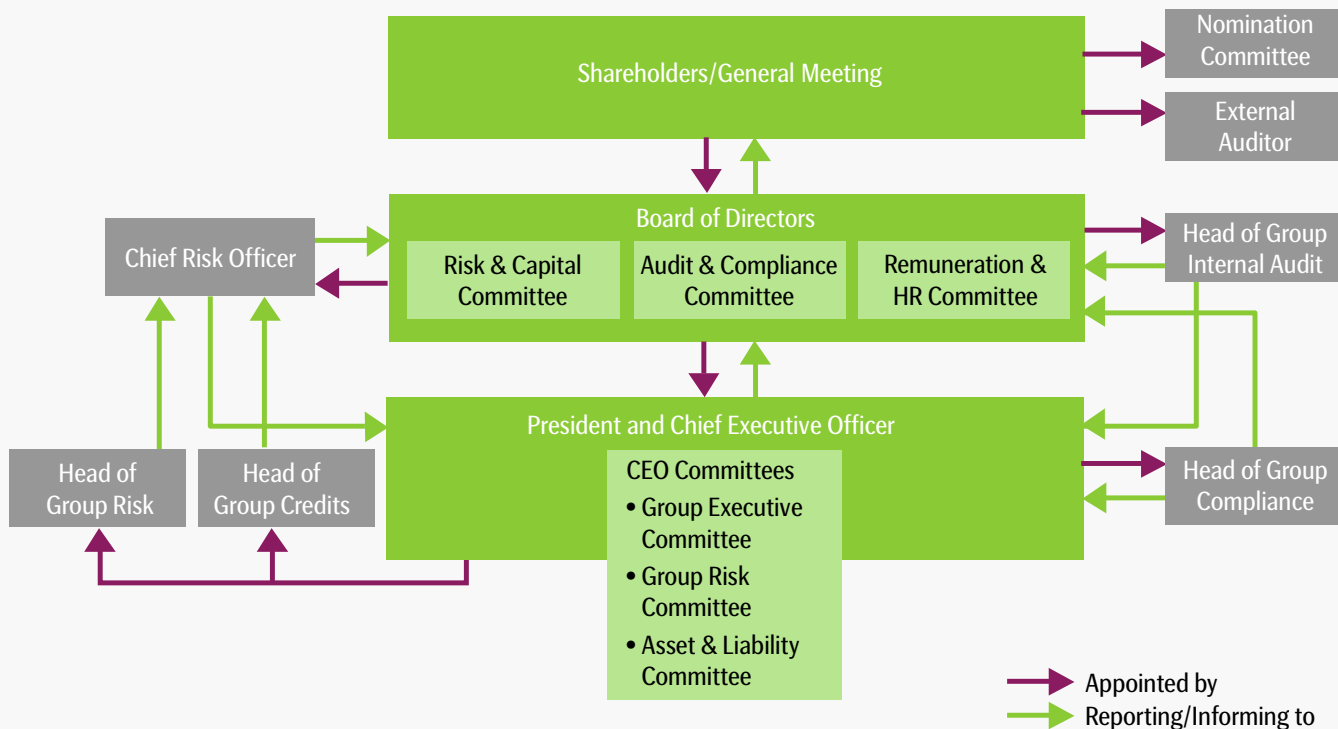 Nomination
Committee
Shareholders/General Meeting
External
Auditor
Board of Directors
Chief Risk Officer
Head of Group
Internal Audit
Risk & Capital
Committee
Audit & Compliance
Committee
Remuneration &
HR Committee
President and Chief Executive Officer
Head of
Group Risk
Head of
Group Credits
CEO Committees
• Group Executive
Committee
• Group Risk
Committee
• Asset & Liability
Committee
Head of Group
Compliance
Appointed by
Reporting/Informing to